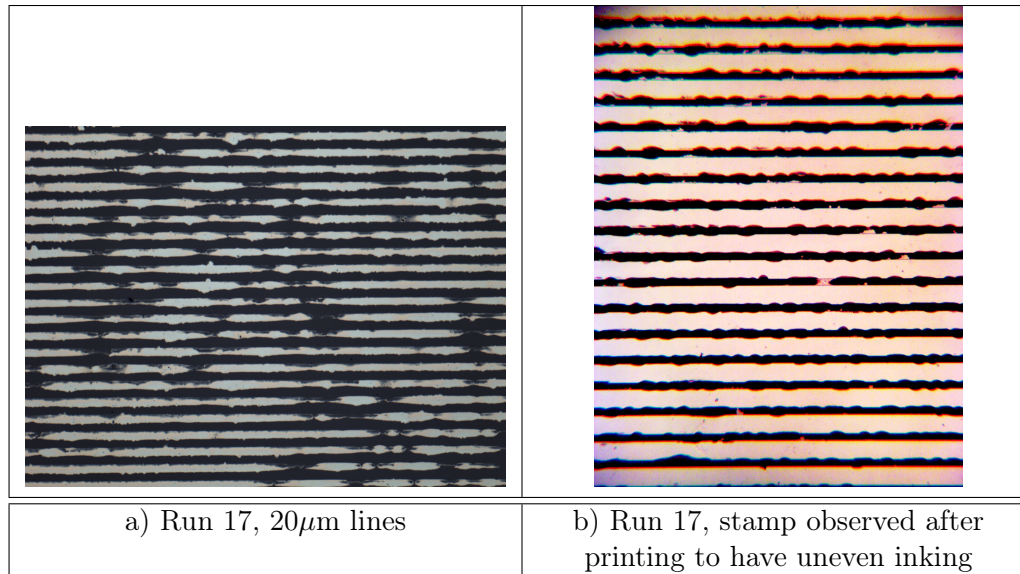 a) Run 17, 20μm lines
b) Run 17, stamp observed after
printing to have uneven inking